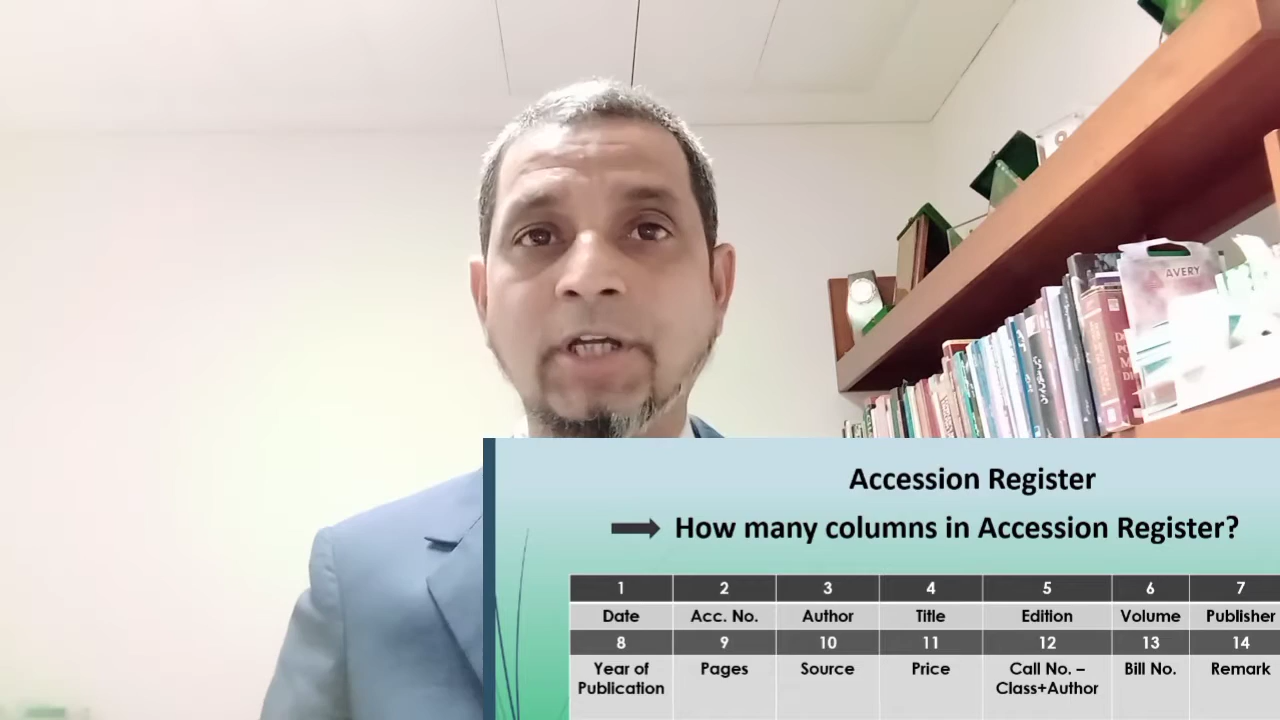 AVERY
Accession Register
How many columns in Accession Register?
1 2 3 4 5 6 7
Date Acc. No. Author Title Edition Volume Publisher
8 9 10 11 12 13 14
Year of Publication Pages Source Price Call No. – Class+Author Bill No. Remark